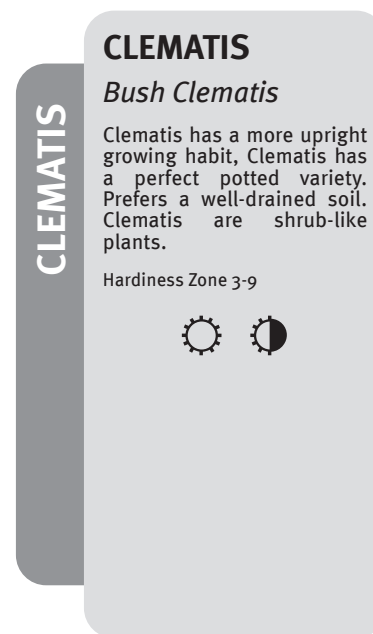 CLEMATIS
CLEMATIS
Bush Clematis
Clematis has a more upright
growing habit, Clematis has
a perfect potted variety.
Prefers a well-drained soil.
Clematis are shrub-like
plants.
Hardiness Zone 3-9